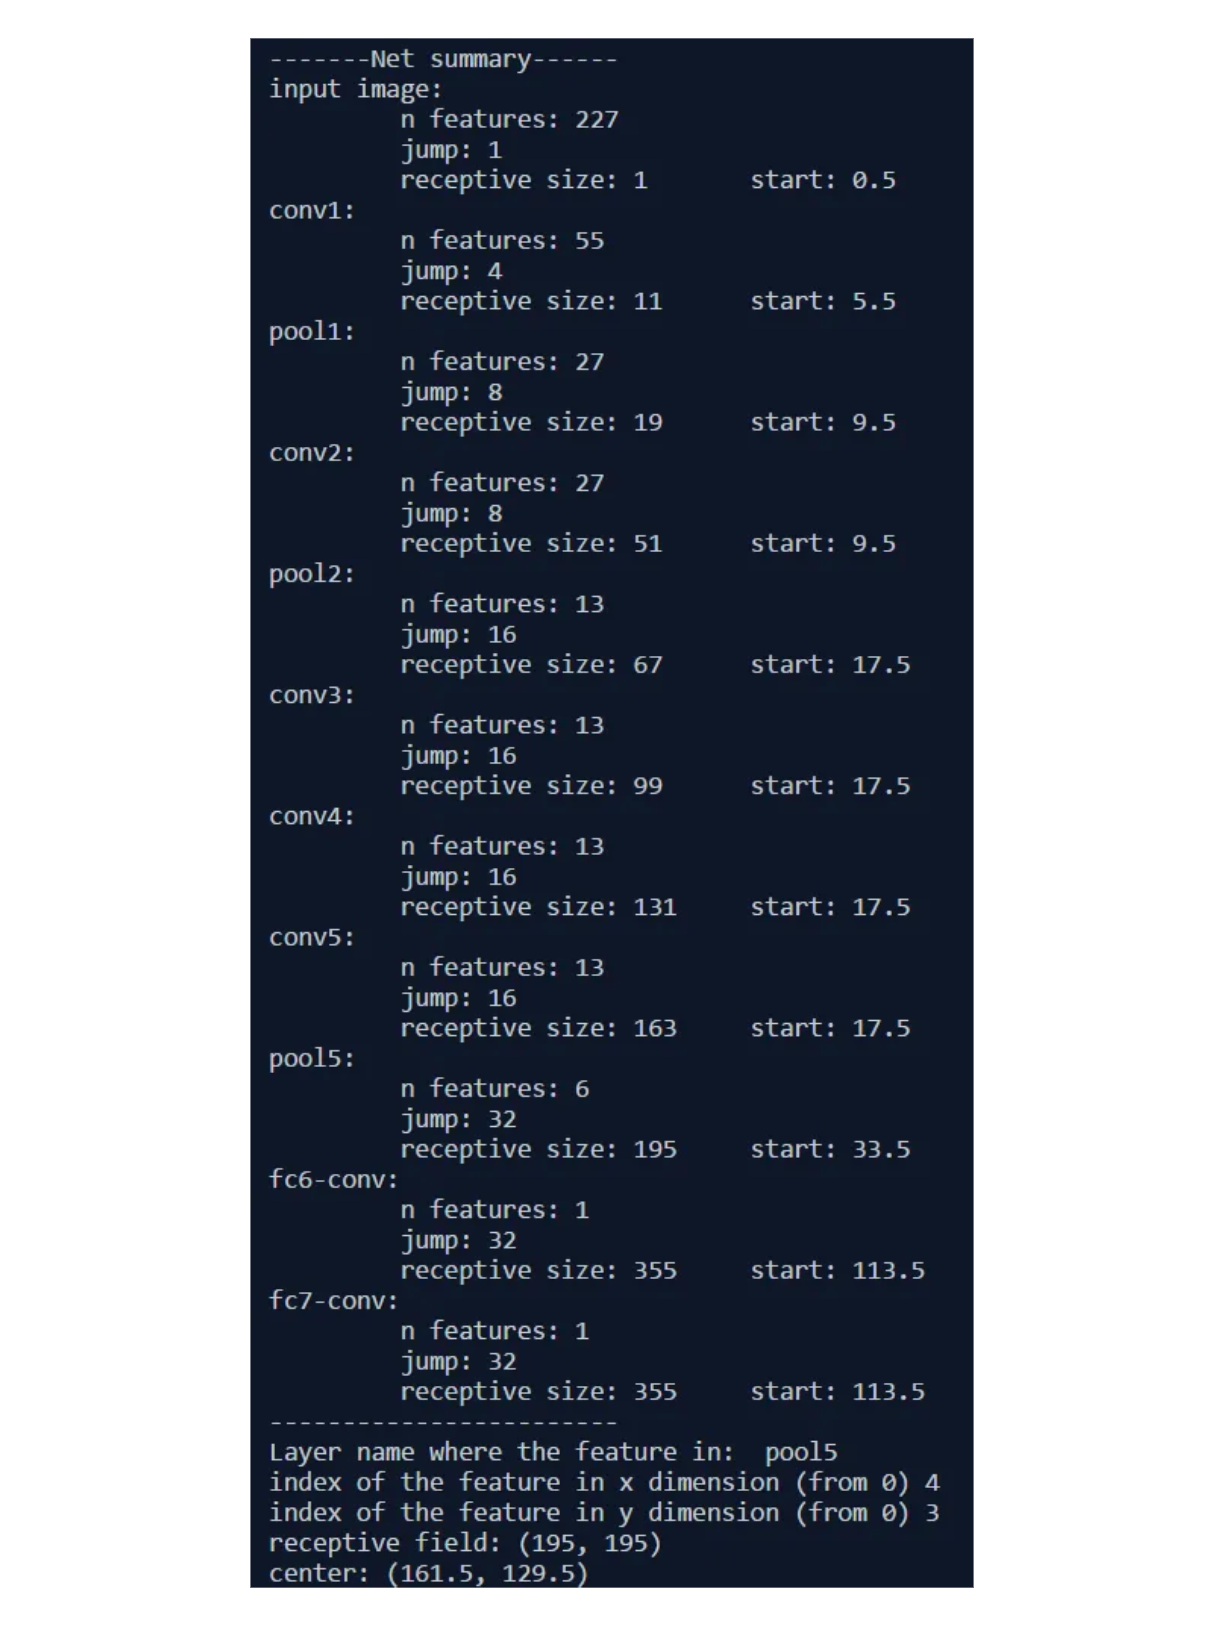 -------Net summary------
input image:
n features: 227
jump: 1
receptive size: 1 start: 0.5
conv1:
n features: 55
jump: 4
receptive size: 11 start: 5.5
pool1:
n features: 27
jump: 8
receptive size: 19 start: 9.5
conv2:
n features: 27
jump: 8
receptive size: 51 start: 9.5
pool2:
n features: 13
jump: 16
receptive size: 67 start: 17.5
conv3:
n features: 13
jump: 16
receptive size: 99 start: 17.5
conv4:
n features: 13
jump: 16
receptive size: 131 start: 17.5
conv5:
n features: 13
jump: 16
receptive size: 163 start: 17.5
pool5:
n features: 6
jump: 32
receptive size: 195 start: 33.5
fc6-conv:
n features: 1
jump: 32
receptive size: 355 start: 113.5
fc7-conv:
n features: 1
jump: 32
receptive size: 355 start: 113.5
------------------------
Layer name where the feature in:  pool5
index of the feature in x dimension (from 0) 4
index of the feature in y dimension (from 0) 3
receptive field: (195, 195)
center: (161.5, 129.5)